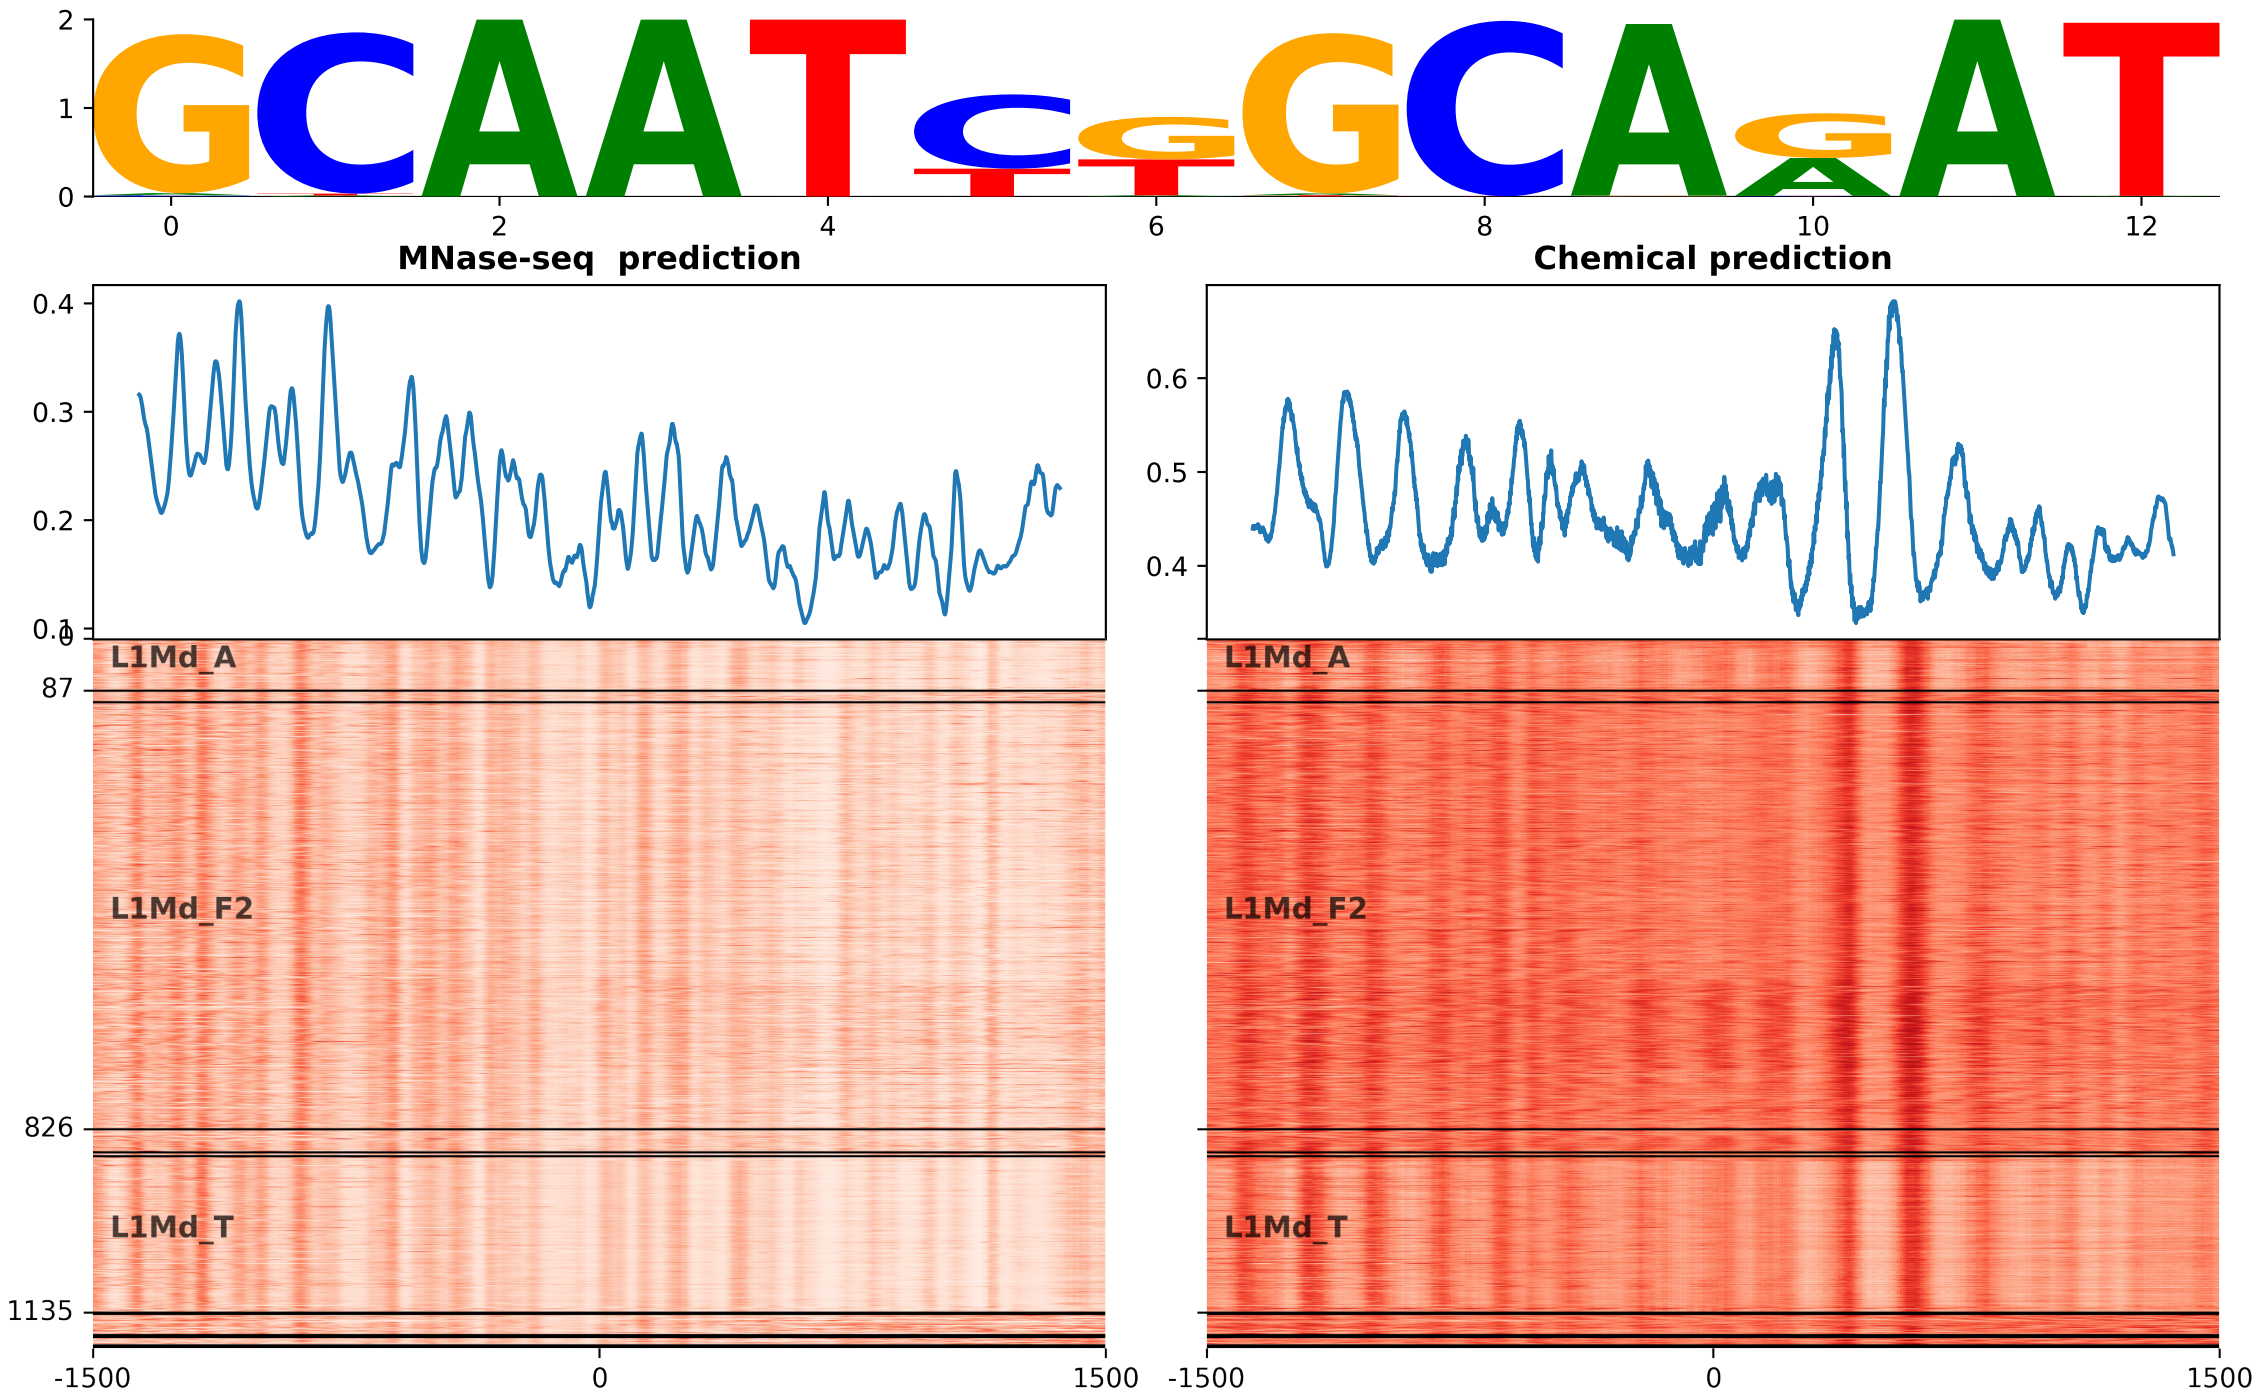 2
1
0
GCAATCGGCAGAT
TTA
0 2 4 6 8 10 12
MNase-seq prediction Chemical prediction
0.4
0.3
0.2
0.1
0.6
0.5
0.4
0
87
826
1135
L1Md_A L1Md_A
L1Md_F2 L1Md_F2
L1Md_T L1Md_T
-1500 0 1500 -1500 0 1500